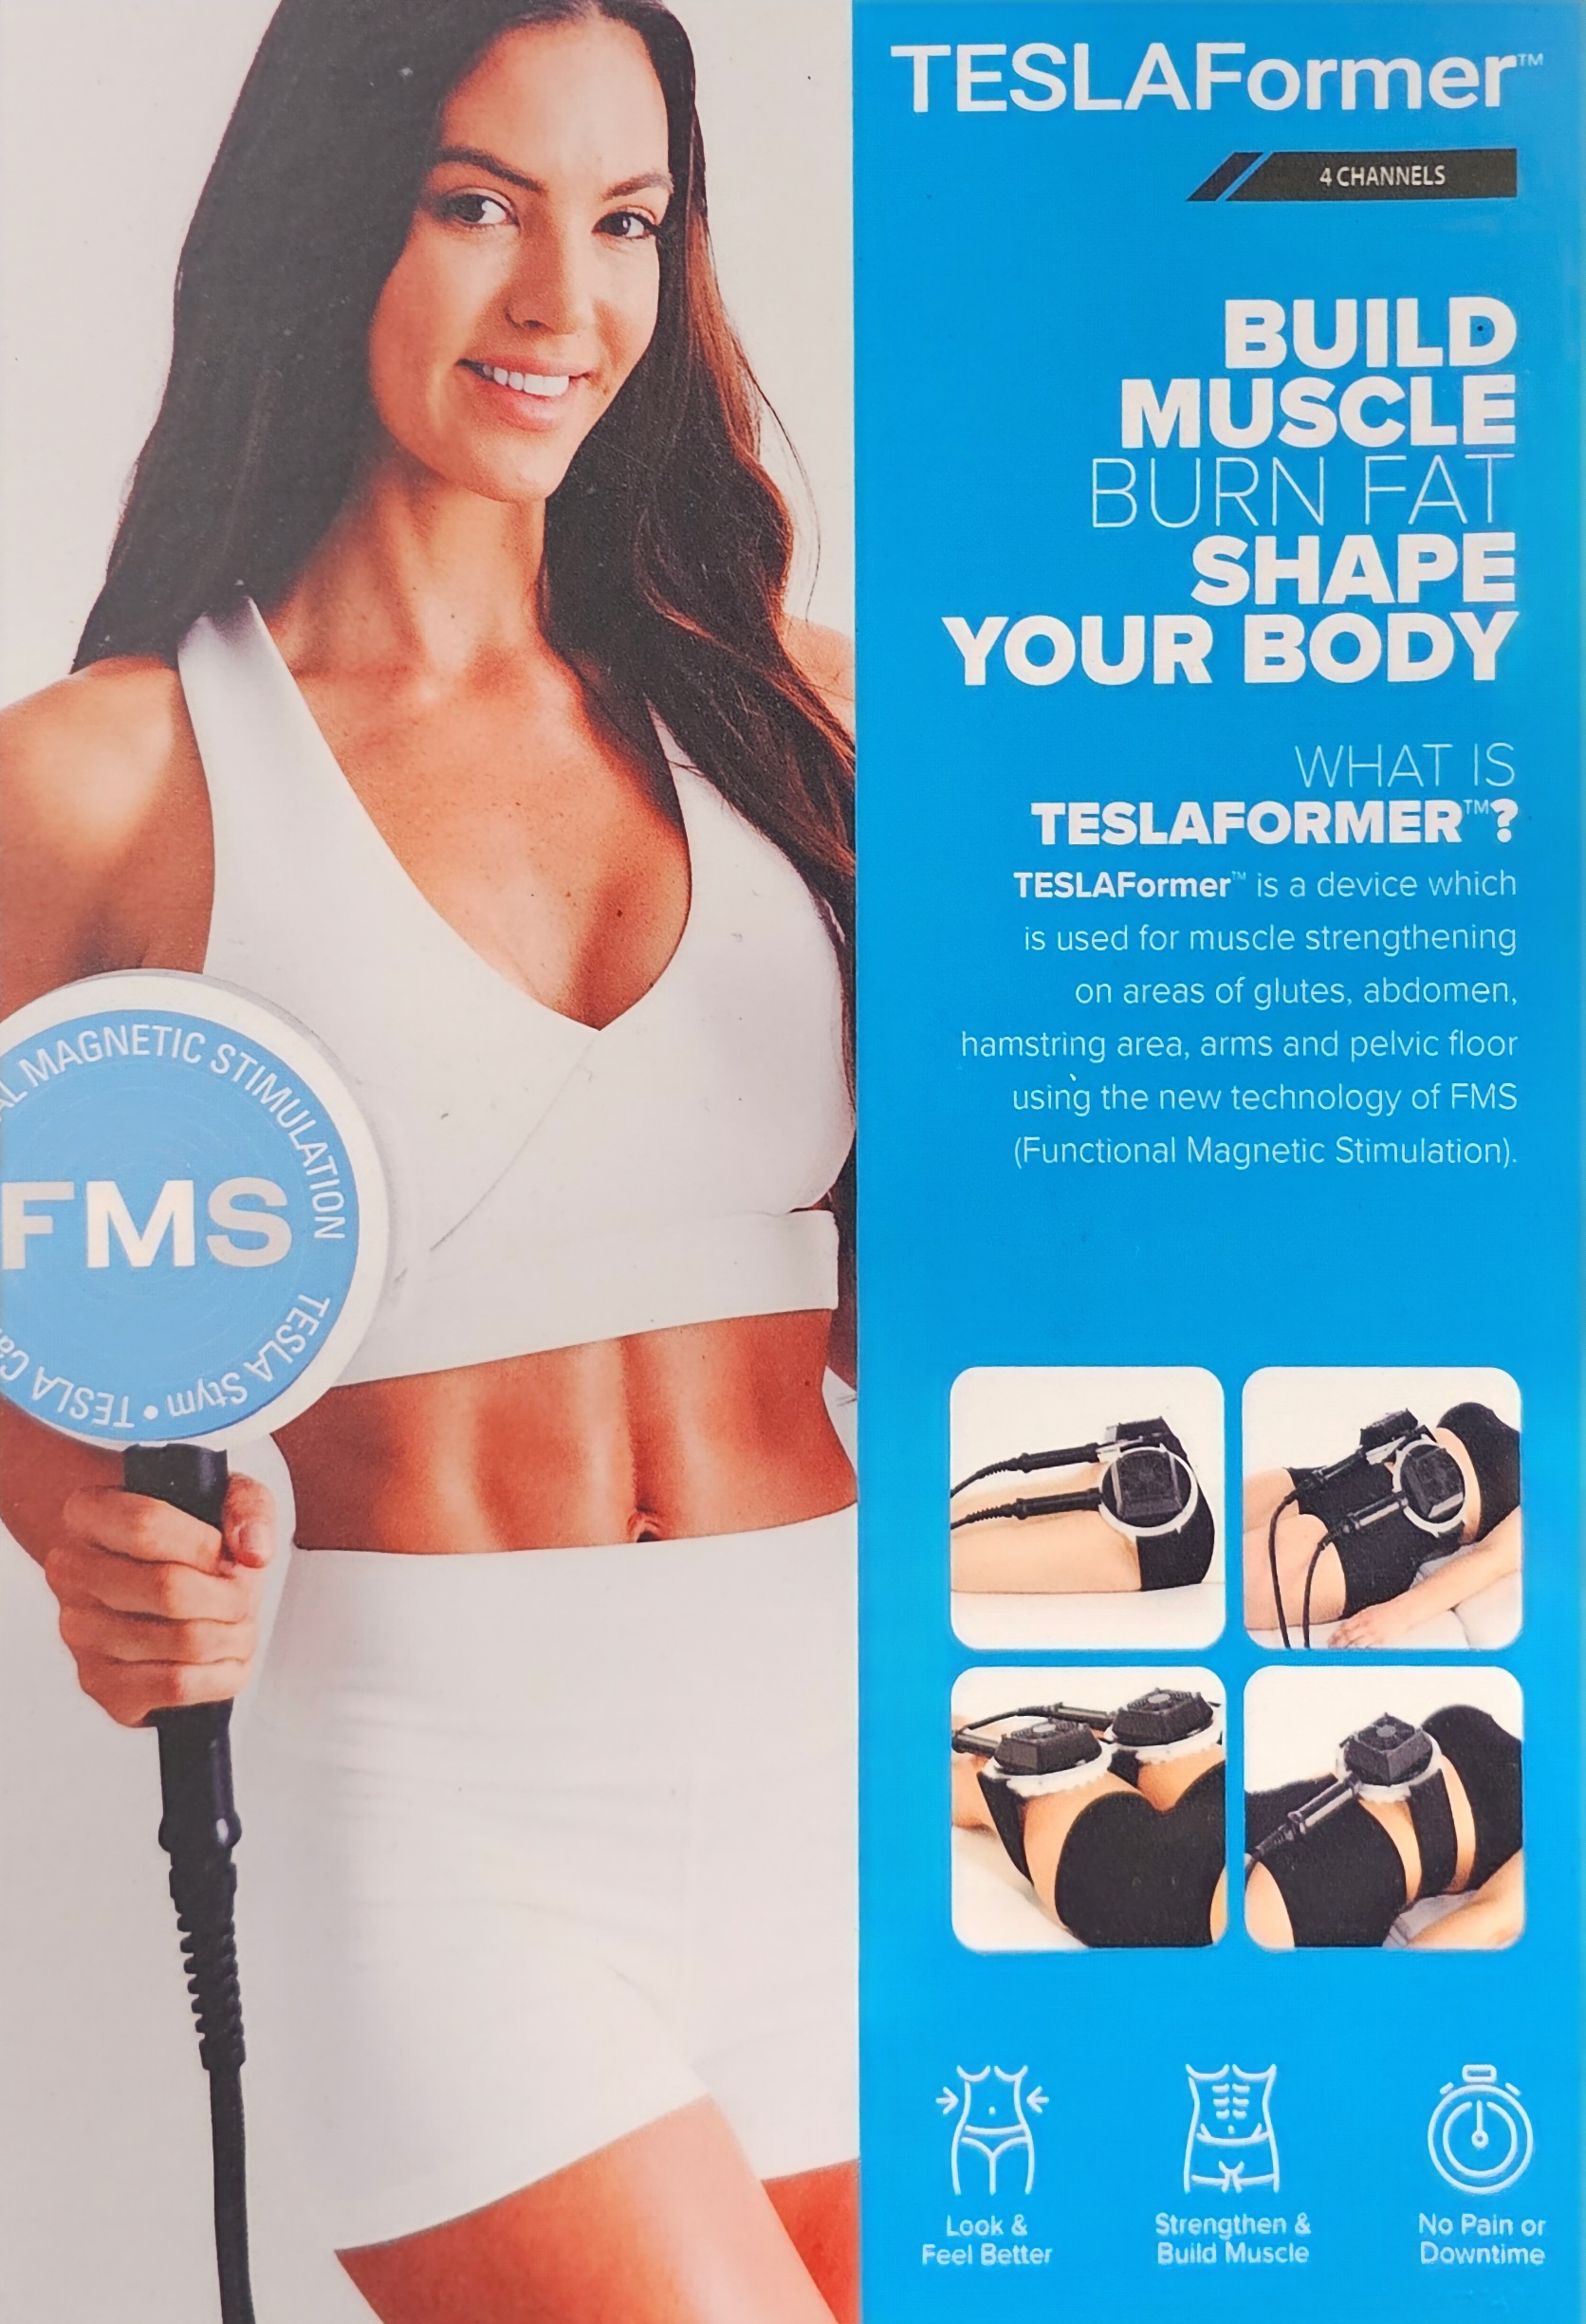 TESLAFormer™
4 CHANNELS
BUILD
MUSCLE
BURN FAT
SHAPE
YOUR BODY
WHAT IS
TESLAFORMER™?
TESLAFormer™ is a device which
is used for muscle strengthening
on areas of glutes, abdomen,
hamstring area, arms and pelvic floor
using the new technology of FMS
(Functional Magnetic Stimulation).
MAGNETIC STIMULATION
FMS
TESLA Stym • TESLA
Look &
Feel Better
Strengthen &
Build Muscle
No Pain or
Downtime